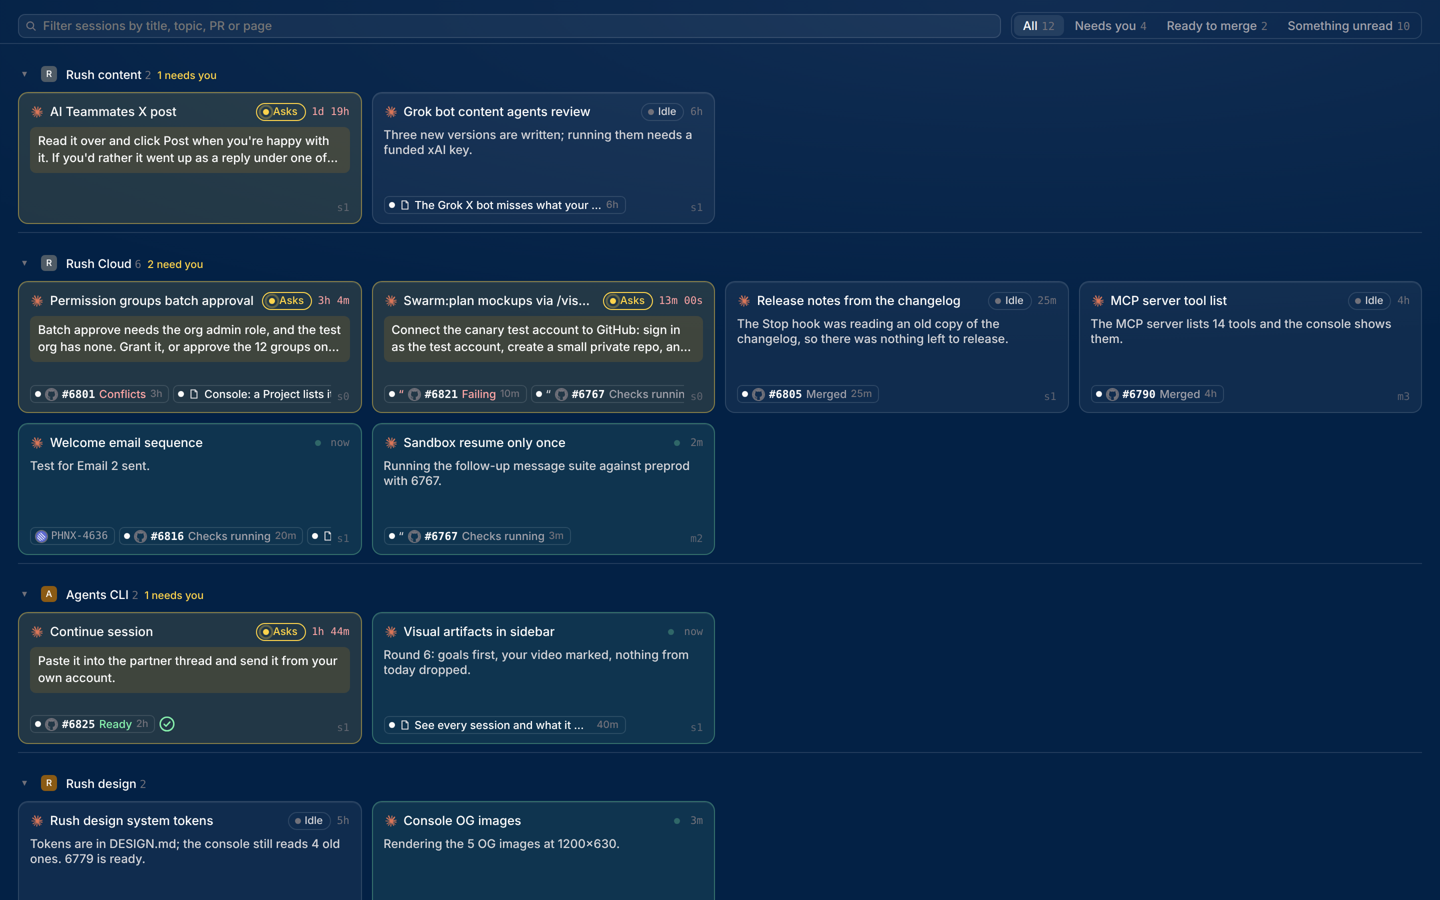 Filter sessions by title, topic, PR or page
All 12 Needs you 4 Ready to merge 2 Something unread 10
R Rush content 2 1 needs you
AI Teammates X post Asks 1d 19h
Read it over and click Post when you're happy with
it. If you'd rather it went up as a reply under one of...
s1
Grok bot content agents review Idle 6h
Three new versions are written; running them needs a
funded xAI key.
The Grok X bot misses what your ... 6h s1
R Rush Cloud 6 2 need you
Permission groups batch approval Asks 3h 4m
Batch approve needs the org admin role, and the test
org has none. Grant it, or approve the 12 groups on...
#6801 Conflicts 3h Console: a Project lists i s0
Swarm:plan mockups via /vis... Asks 13m 00s
Connect the canary test account to GitHub: sign in
as the test account, create a small private repo, an...
" #6821 Failing 10m " #6767 Checks runnin s0
Release notes from the changelog Idle 25m
The Stop hook was reading an old copy of the
changelog, so there was nothing left to release.
#6805 Merged 25m s1
MCP server tool list Idle 4h
The MCP server lists 14 tools and the console shows
them.
#6790 Merged 4h m3
Welcome email sequence now
Test for Email 2 sent.
PHNX-4636 #6816 Checks running 20m s1
Sandbox resume only once 2m
Running the follow-up message suite against preprod
with 6767.
" #6767 Checks running 3m m2
A Agents CLI 2 1 needs you
Continue session Asks 1h 44m
Paste it into the partner thread and send it from your
own account.
#6825 Ready 2h s1
Visual artifacts in sidebar now
Round 6: goals first, your video marked, nothing from
today dropped.
See every session and what it ... 40m s1
R Rush design 2
Rush design system tokens Idle 5h
Tokens are in DESIGN.md; the console still reads 4 old
ones. 6779 is ready.
Console OG images 3m
Rendering the 5 OG images at 1200×630.